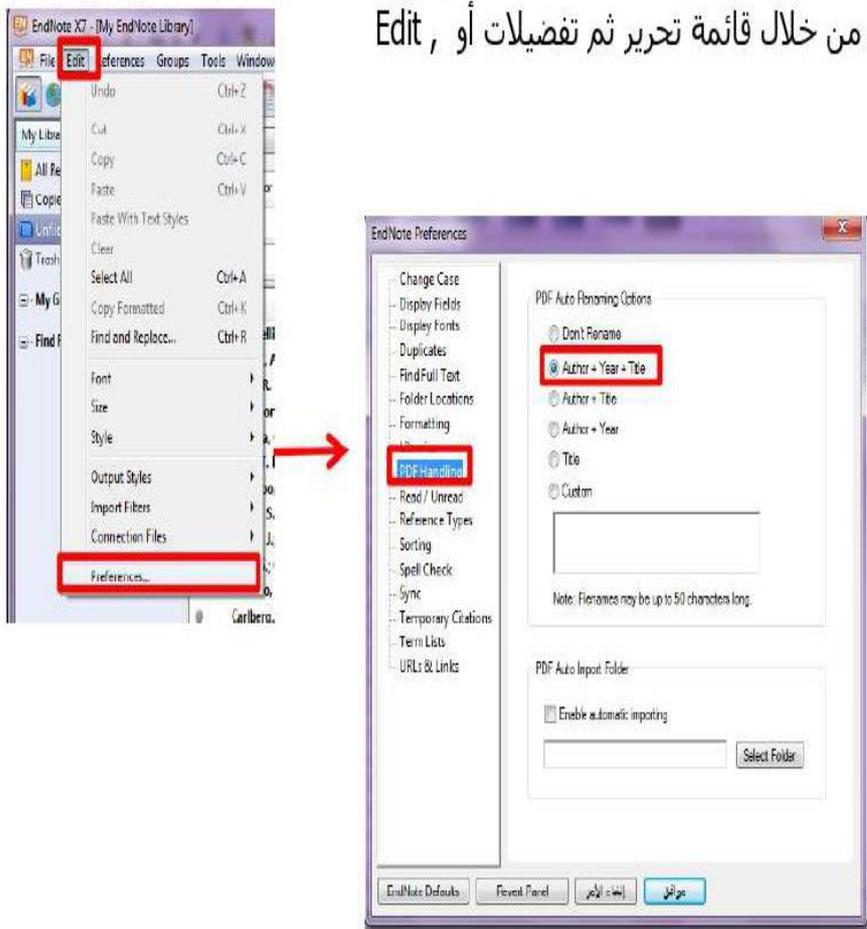 من خلال قائمة تحرير ثم تفضيلات أو , Edit
EndNote X7 - [My EndNote Library]
File Edit References Groups Tools Window
Undo Ctrl+Z
Cut Ctrl+X
Copy Ctrl+C
Paste Ctrl+V
Paste With Text Styles
Clear
Select All Ctrl+A
Copy Formatted Ctrl+K
Find and Replace... Ctrl+R
Font
Size
Style
Output Styles
Import Filters
Connection Files
Preferences...
My Libra
All Re
Copie
Unfile
Trash
My G
Find F
Carlberg,
EndNote Preferences
Change Case
Display Fields
Display Fonts
Duplicates
Find Full Text
Folder Locations
Formatting
PDF Handling
Read / Unread
Reference Types
Sorting
Spell Check
Sync
Temporary Citations
Term Lists
URLs & Links
PDF Auto Renaming Options
Don't Rename
Author + Year + Title
Author + Title
Author + Year
Title
Custom
Note: Filenames may be up to 50 characters long.
PDF Auto Import Folder
Enable automatic importing
Select Folder
EndNote Defaults
Revert Panel
إلغاء الأمر
موافق